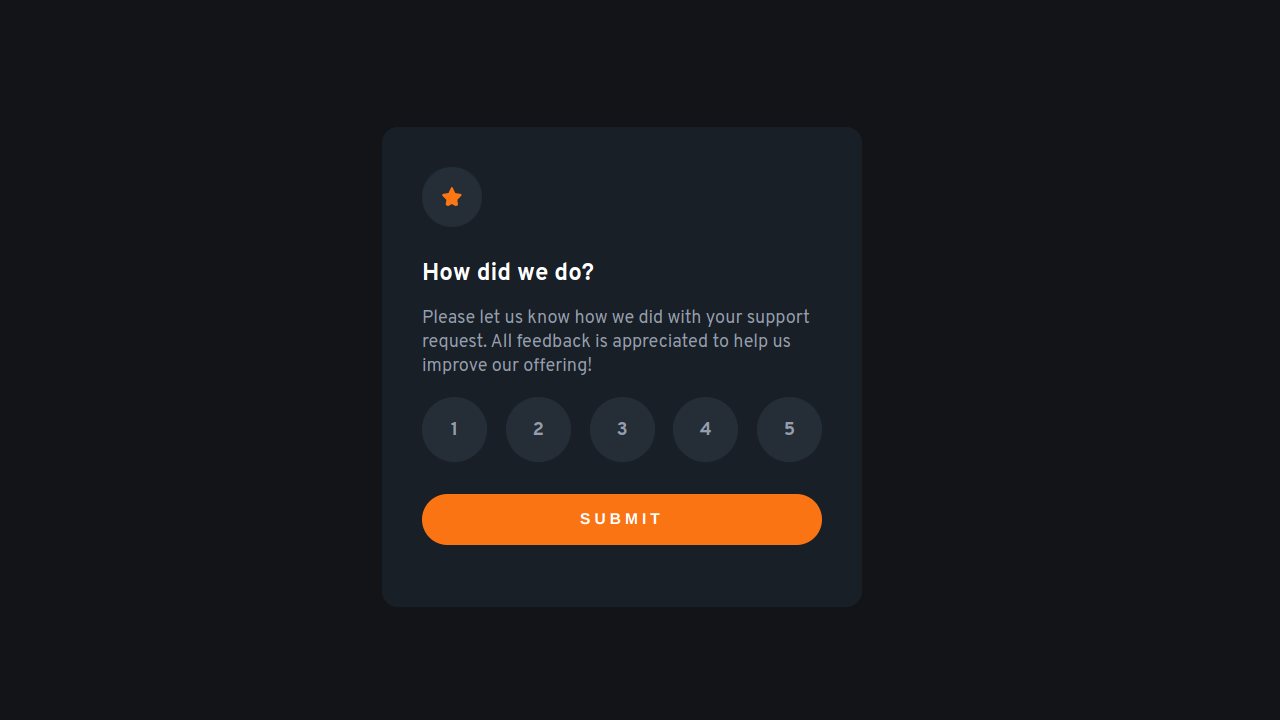 How did we do?
Please let us know how we did with your support
request. All feedback is appreciated to help us
improve our offering!
1 2 3 4 5
SUBMIT